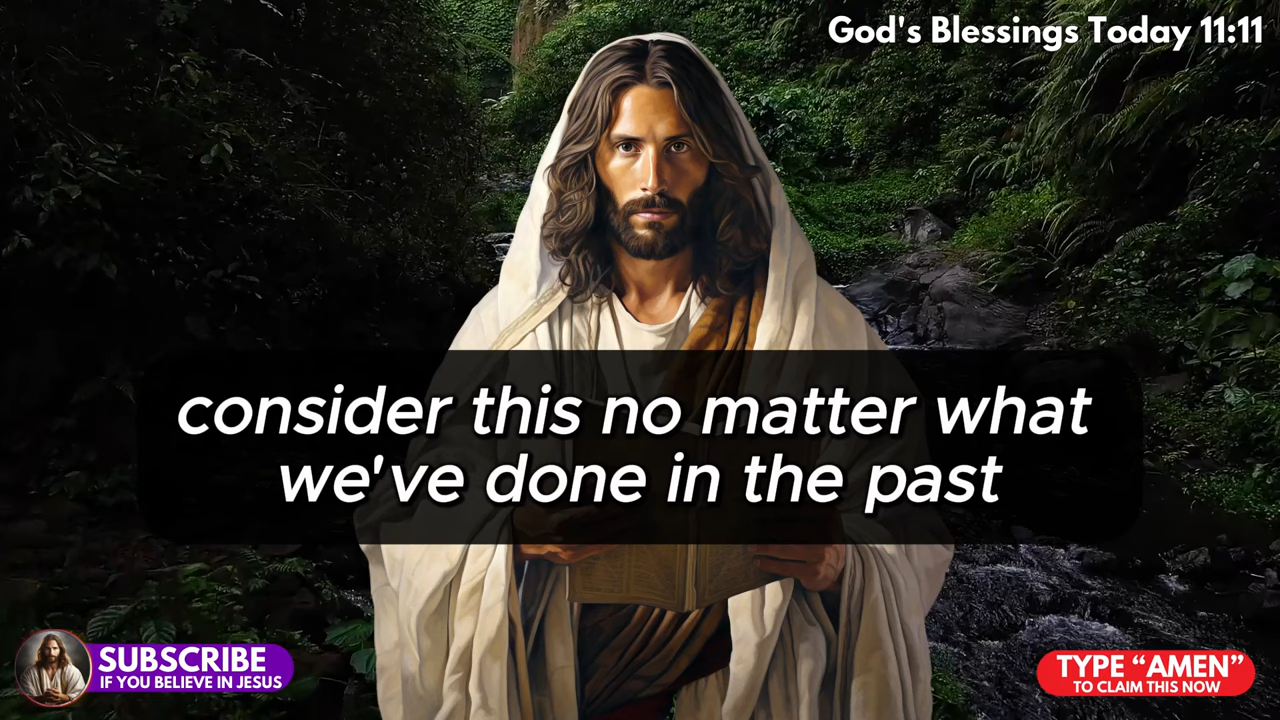 God's Blessings Today 11:11
consider this no matter what
we've done in the past
SUBSCRIBE
IF YOU BELIEVE IN JESUS
TYPE “AMEN”
TO CLAIM THIS NOW